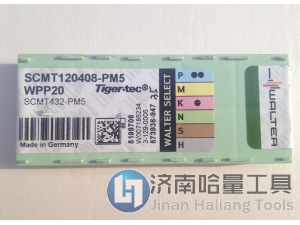 SCMT120408-PM5
WPP20
Tiger·tec®
SCMT432-PM5
Made in Germany
5199706
WALTER SELECT
P
M
K
N
S
H
WALTER
济南哈量工具
Jinan Haliang Tools